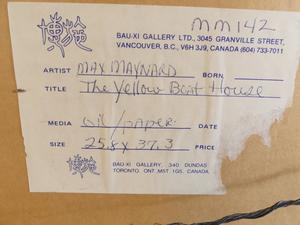 MM142
BAU-XI GALLERY LTD., 3045 GRANVILLE STREET,
VANCOUVER, B.C., V6H 3J9, CANADA (604) 733-7011
ARTIST MAX MAYNARD BORN
TITLE The Yellow Boat House
MEDIA oil/paper DATE
SIZE 25.8 x 37.3 PRICE
BAU-XI GALLERY, 340 DUNDAS
TORONTO, ONT. M5T 1G5, CANADA